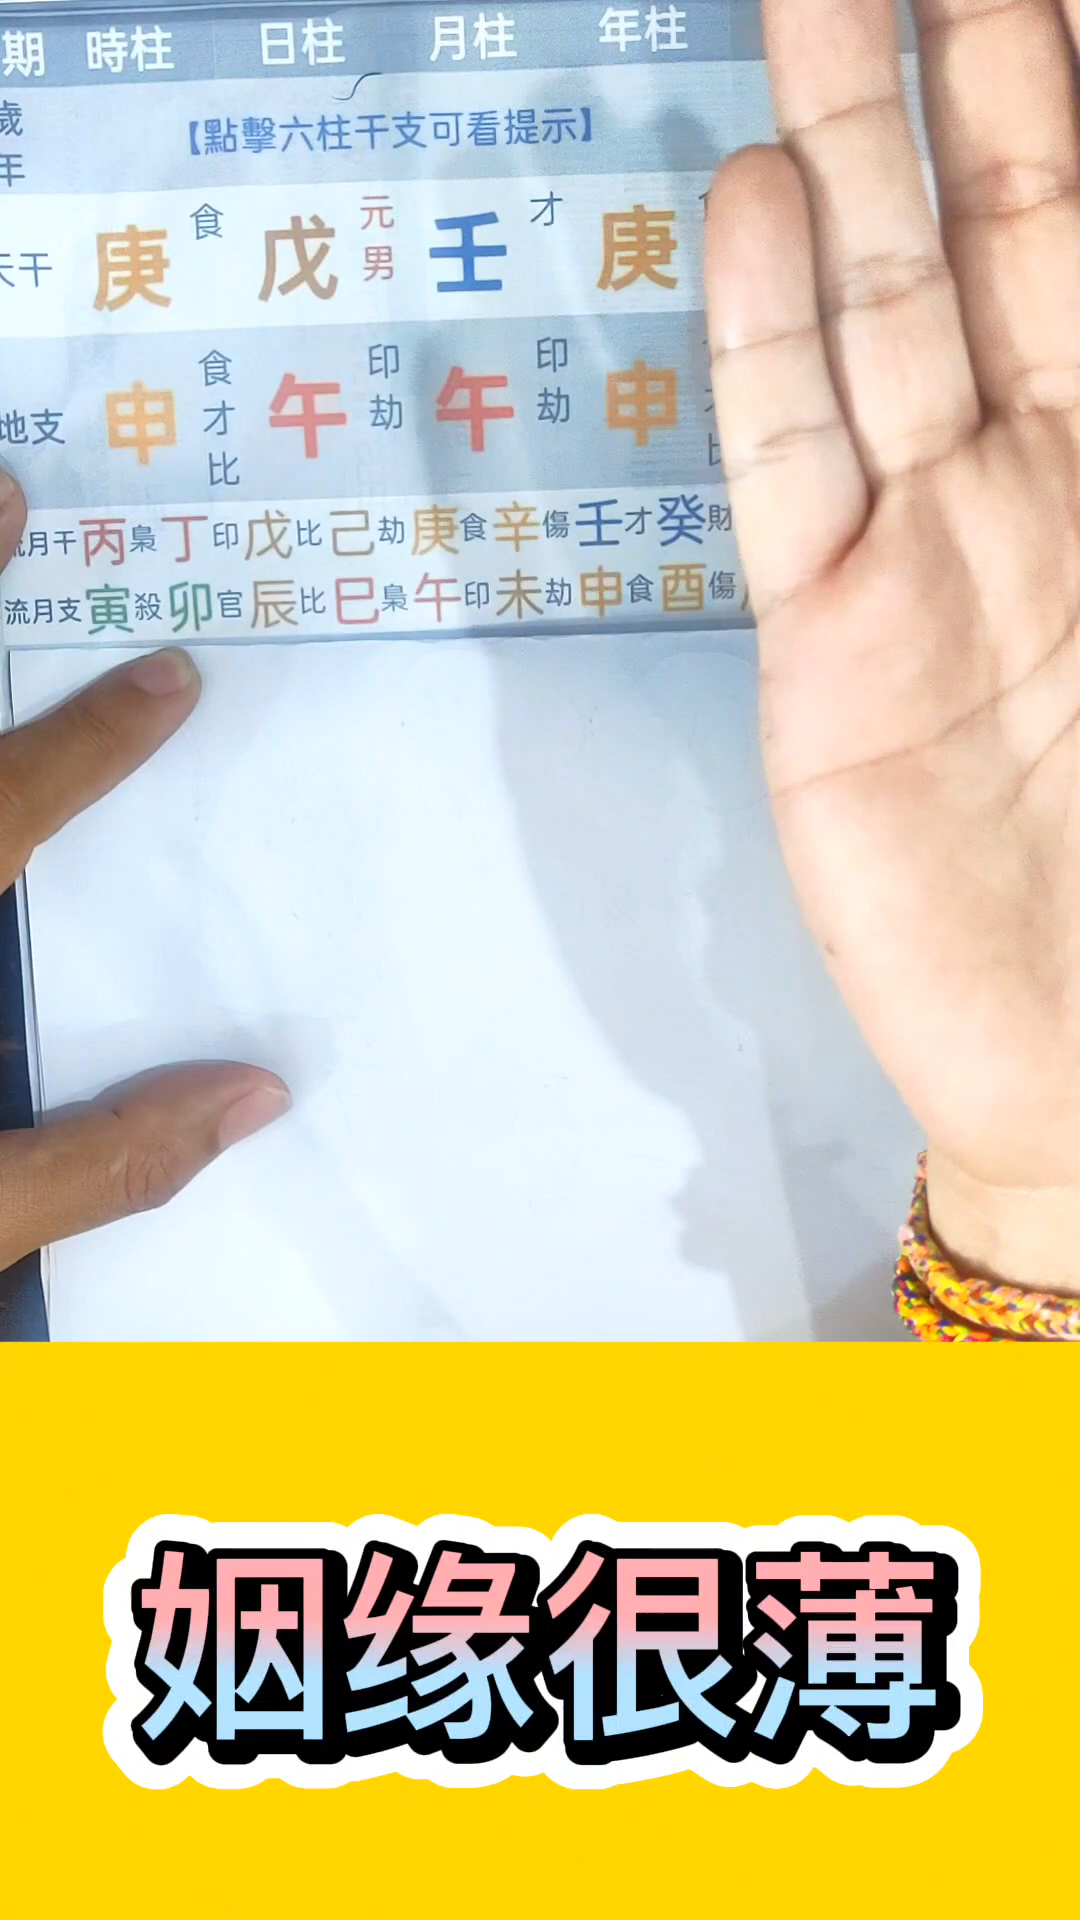 期 時柱 日柱 月柱 年柱
歲
年
【點擊六柱干支可看提示】
天干 庚 食 戊 元男 壬 才 庚
地支 申 食才比 午 印劫 午 印劫 申
流月干 丙梟 丁印 戊比 己劫 庚食 辛傷 壬才 癸財
流月支 寅殺 卯官 辰比 巳梟 午印 未劫 申食 酉傷
姻缘很薄